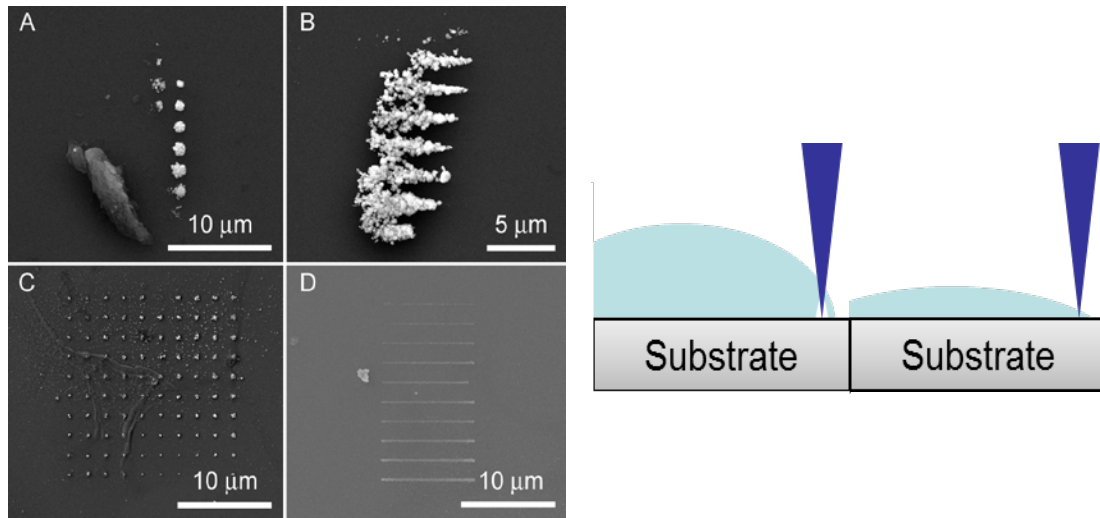 A
10 μm
B
5 μm
C
10 μm
D
10 μm
Substrate
Substrate